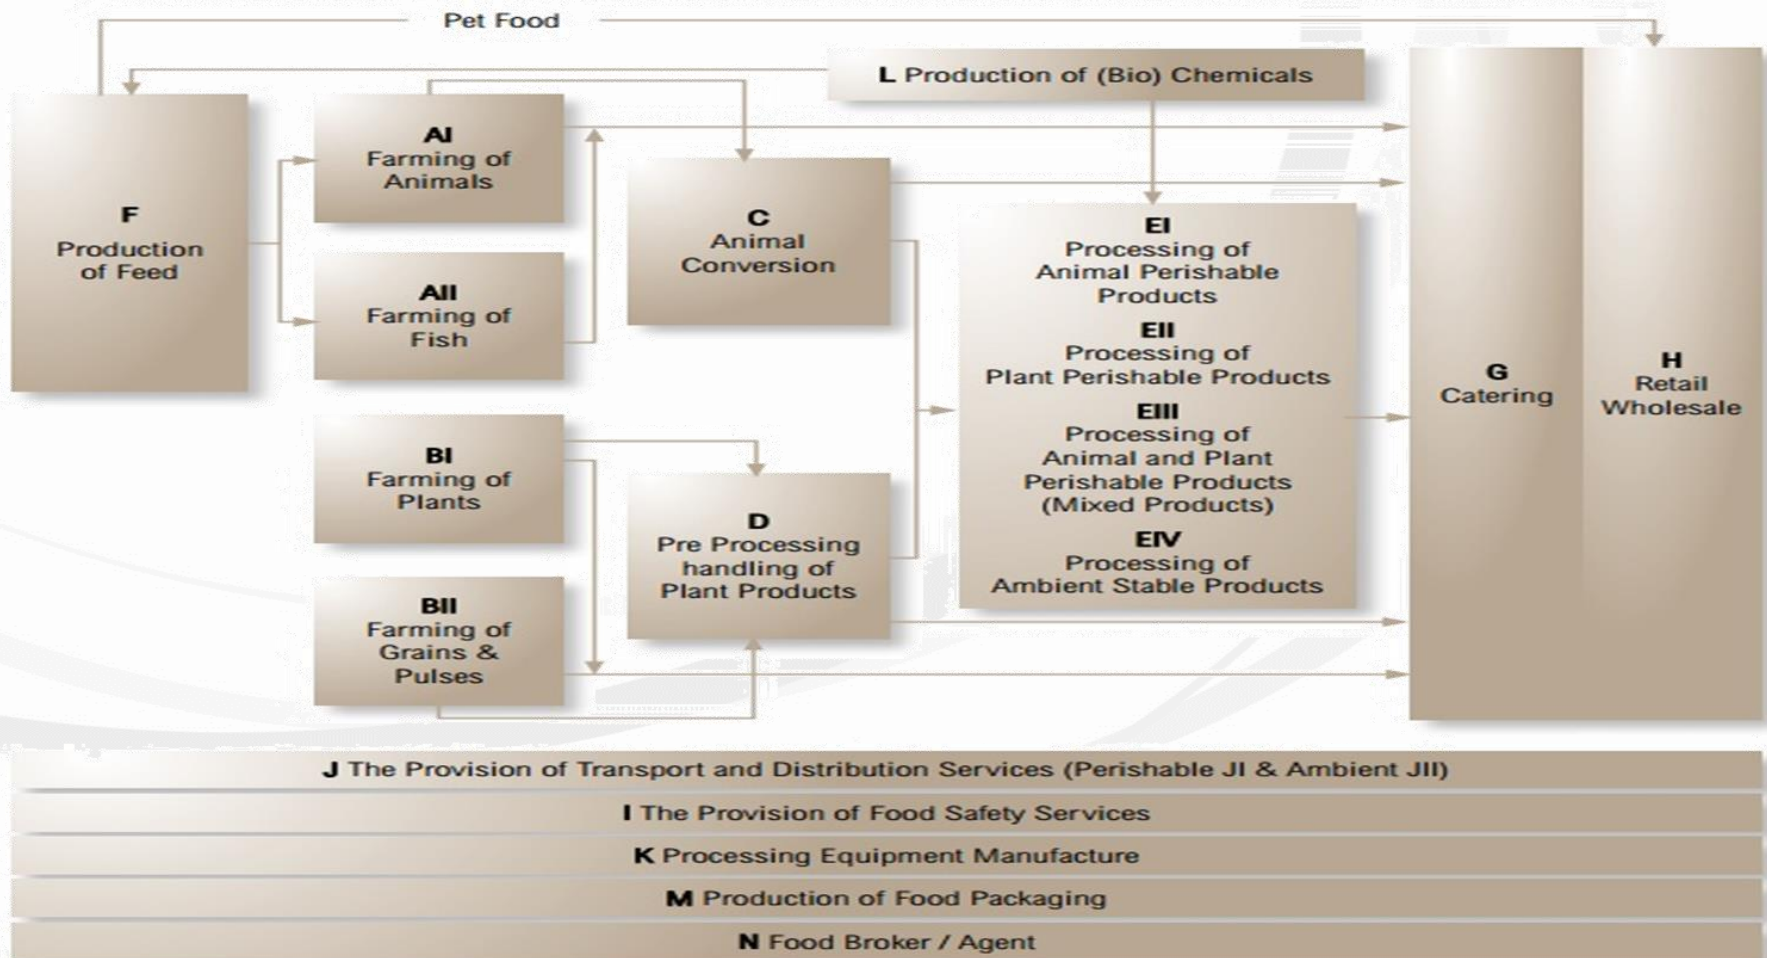 Pet Food
L Production of (Bio) Chemicals
F
Production
of Feed
AI
Farming of
Animals
AII
Farming of
Fish
BI
Farming of
Plants
BII
Farming of
Grains &
Pulses
C
Animal
Conversion
D
Pre Processing
handling of
Plant Products
EI
Processing of
Animal Perishable
Products
EII
Processing of
Plant Perishable Products
EIII
Processing of
Animal and Plant
Perishable Products
(Mixed Products)
EIV
Processing of
Ambient Stable Products
G
Catering
H
Retail
Wholesale
J The Provision of Transport and Distribution Services (Perishable JI & Ambient JII)
I The Provision of Food Safety Services
K Processing Equipment Manufacture
M Production of Food Packaging
N Food Broker / Agent